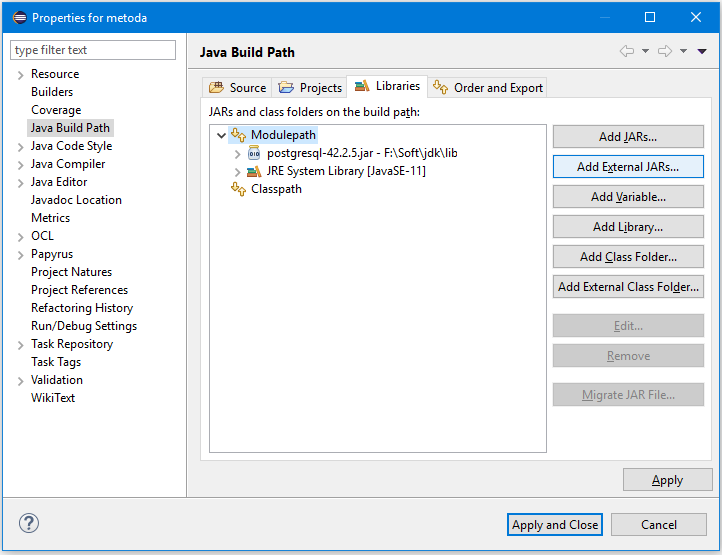 Properties for metoda
type filter text
Resource
Builders
Coverage
Java Build Path
Java Code Style
Java Compiler
Java Editor
Javadoc Location
Metrics
OCL
Papyrus
Project Natures
Project References
Refactoring History
Run/Debug Settings
Task Repository
Task Tags
Validation
WikiText
Java Build Path
Source
Projects
Libraries
Order and Export
JARs and class folders on the build path:
Modulepath
postgresql-42.2.5.jar - F:\Soft\jdk\lib
JRE System Library [JavaSE-11]
Classpath
Add JARs...
Add External JARs...
Add Variable...
Add Library...
Add Class Folder...
Add External Class Folder...
Edit...
Remove
Migrate JAR File...
Apply
?
Apply and Close
Cancel